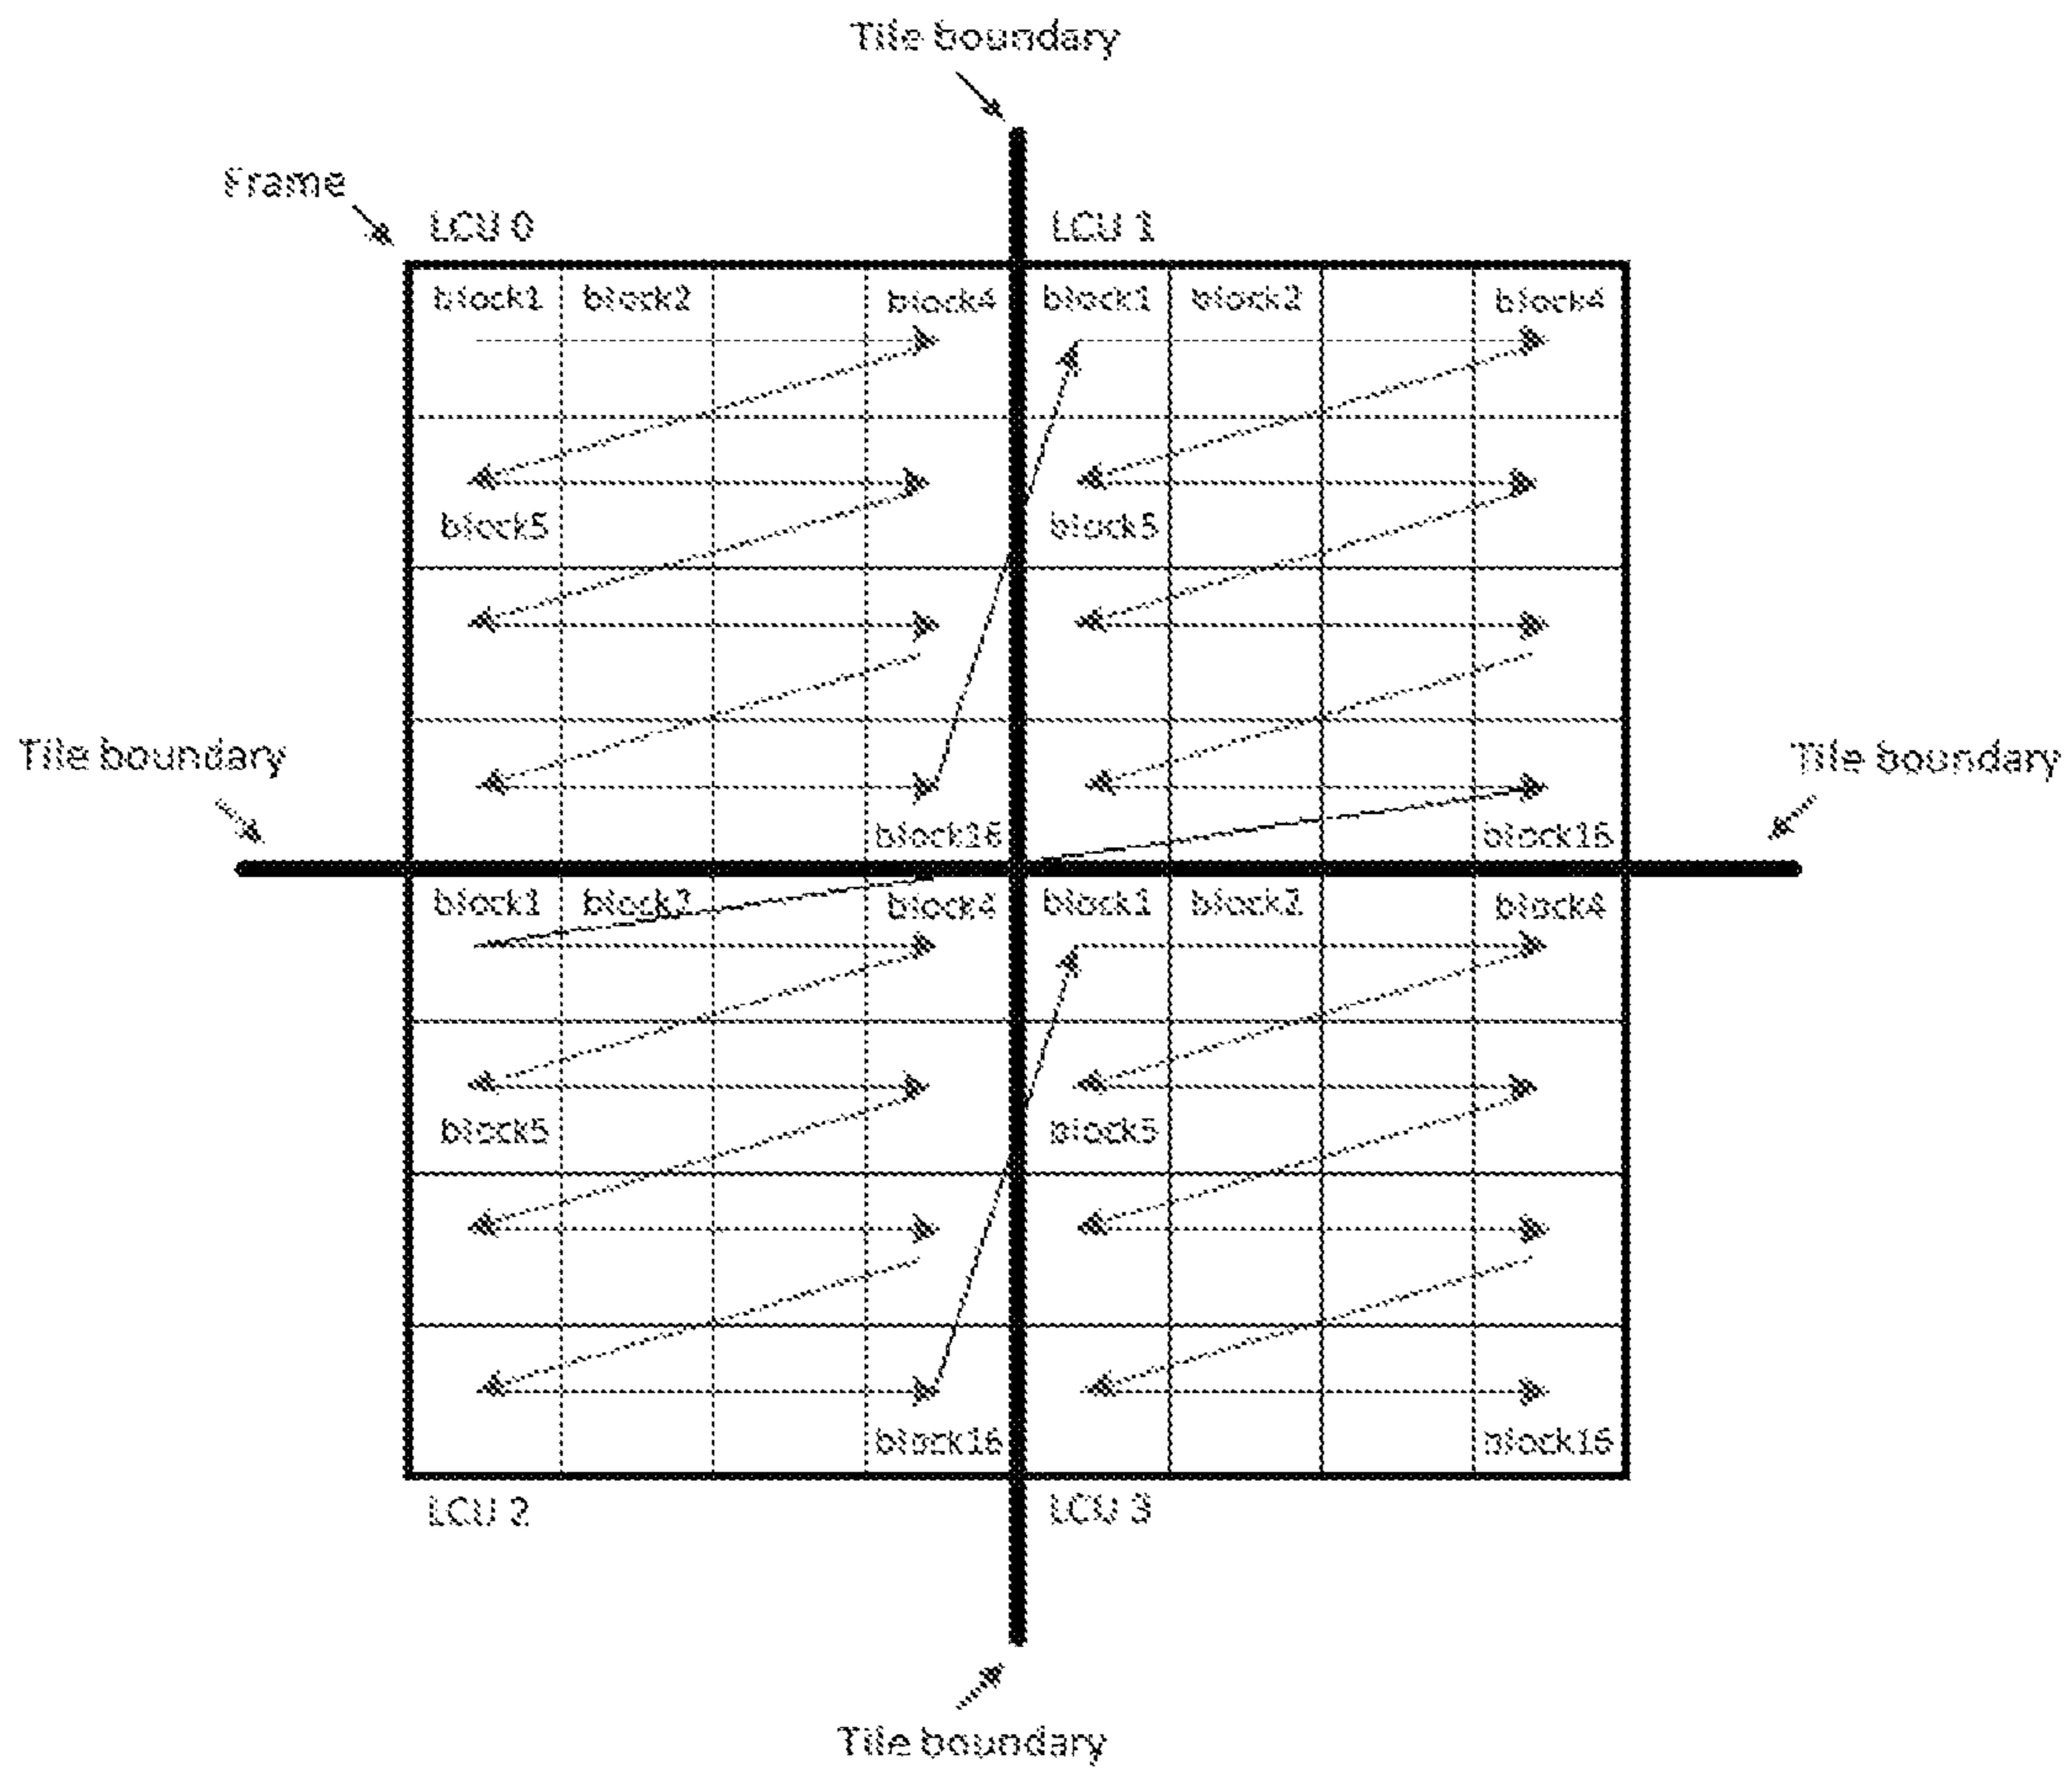 Tile boundary
Frame
LCU 0 LCU 1
block1 block2 block4 block1 block2 block4
block5 block5
Tile boundary Tile boundary
block16 block16
block1 block2 block4 block1 block2 block4
block5 block5
block16 block16
LCU 2 LCU 3
Tile boundary